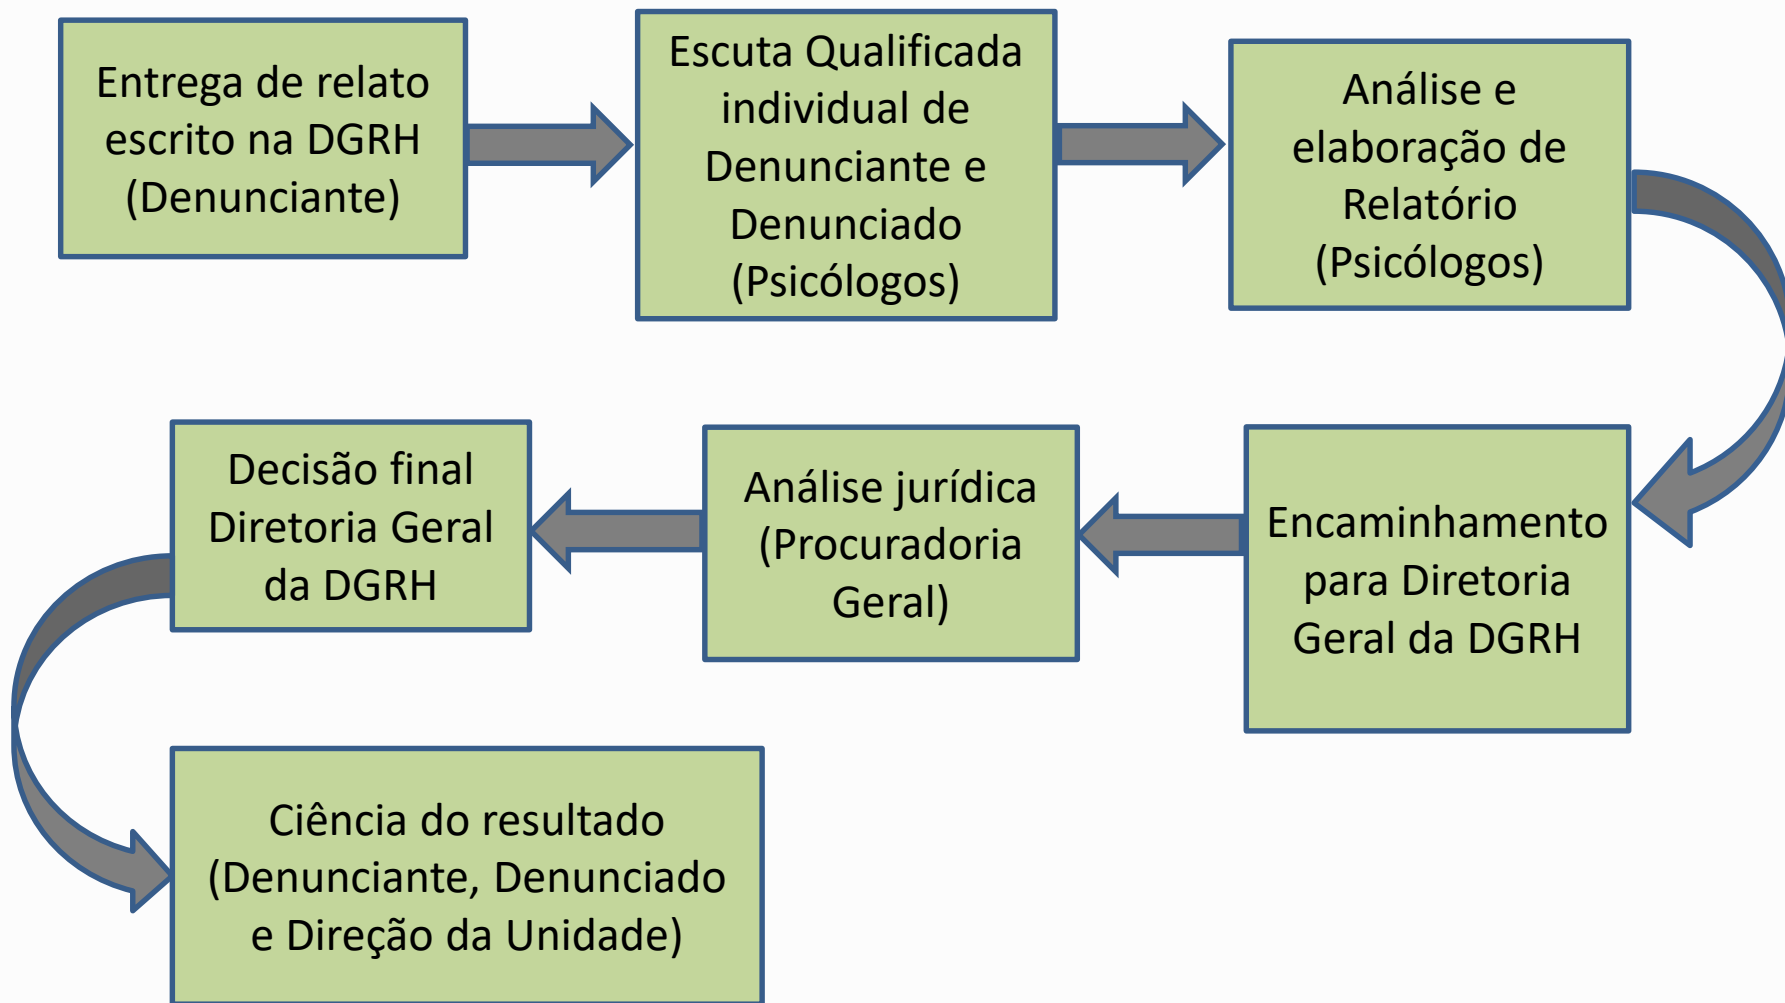 Entrega de relato
escrito na DGRH
(Denunciante)
Escuta Qualificada
individual de
Denunciante e
Denunciado
(Psicólogos)
Análise e
elaboração de
Relatório
(Psicólogos)
Encaminhamento
para Diretoria
Geral da DGRH
Análise jurídica
(Procuradoria
Geral)
Decisão final
Diretoria Geral
da DGRH
Ciência do resultado
(Denunciante, Denunciado
e Direção da Unidade)